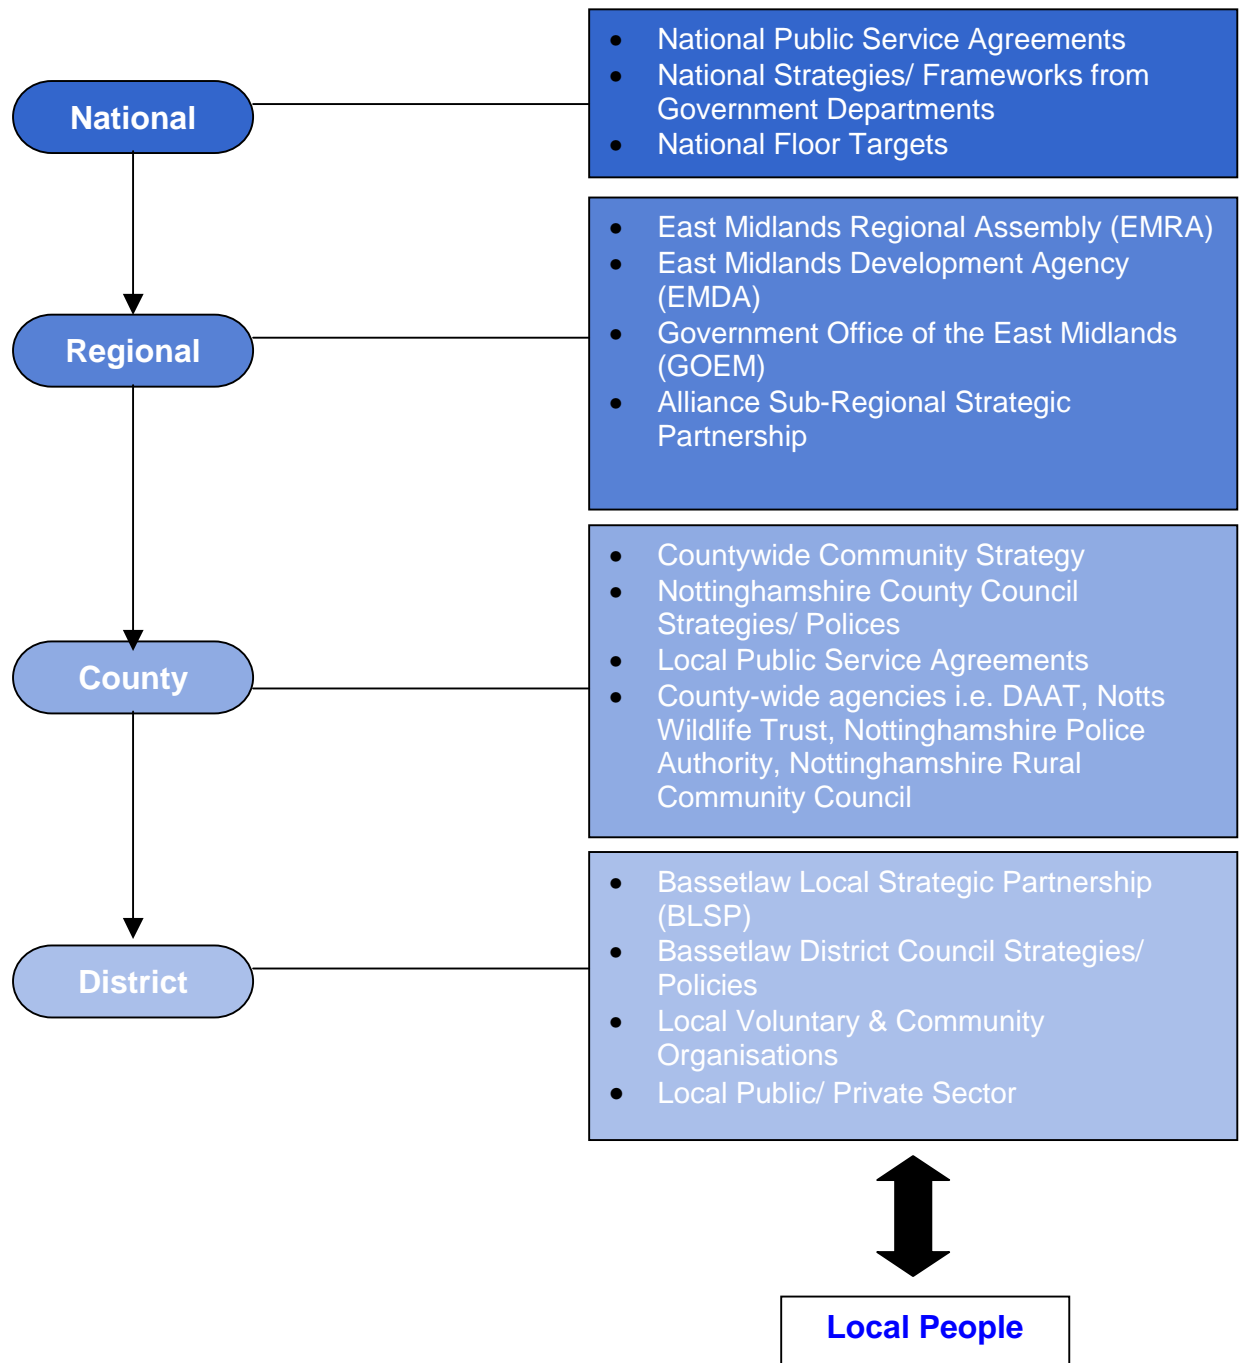 National
• National Public Service Agreements
• National Strategies/ Frameworks from
Government Departments
• National Floor Targets
Regional
• East Midlands Regional Assembly (EMRA)
• East Midlands Development Agency
(EMDA)
• Government Office of the East Midlands
(GOEM)
• Alliance Sub-Regional Strategic
Partnership
County
• Countywide Community Strategy
• Nottinghamshire County Council
Strategies/ Polices
• Local Public Service Agreements
• County-wide agencies i.e. DAAT, Notts
Wildlife Trust, Nottinghamshire Police
Authority, Nottinghamshire Rural
Community Council
District
• Bassetlaw Local Strategic Partnership
(BLSP)
• Bassetlaw District Council Strategies/
Policies
• Local Voluntary & Community
Organisations
• Local Public/ Private Sector
Local People